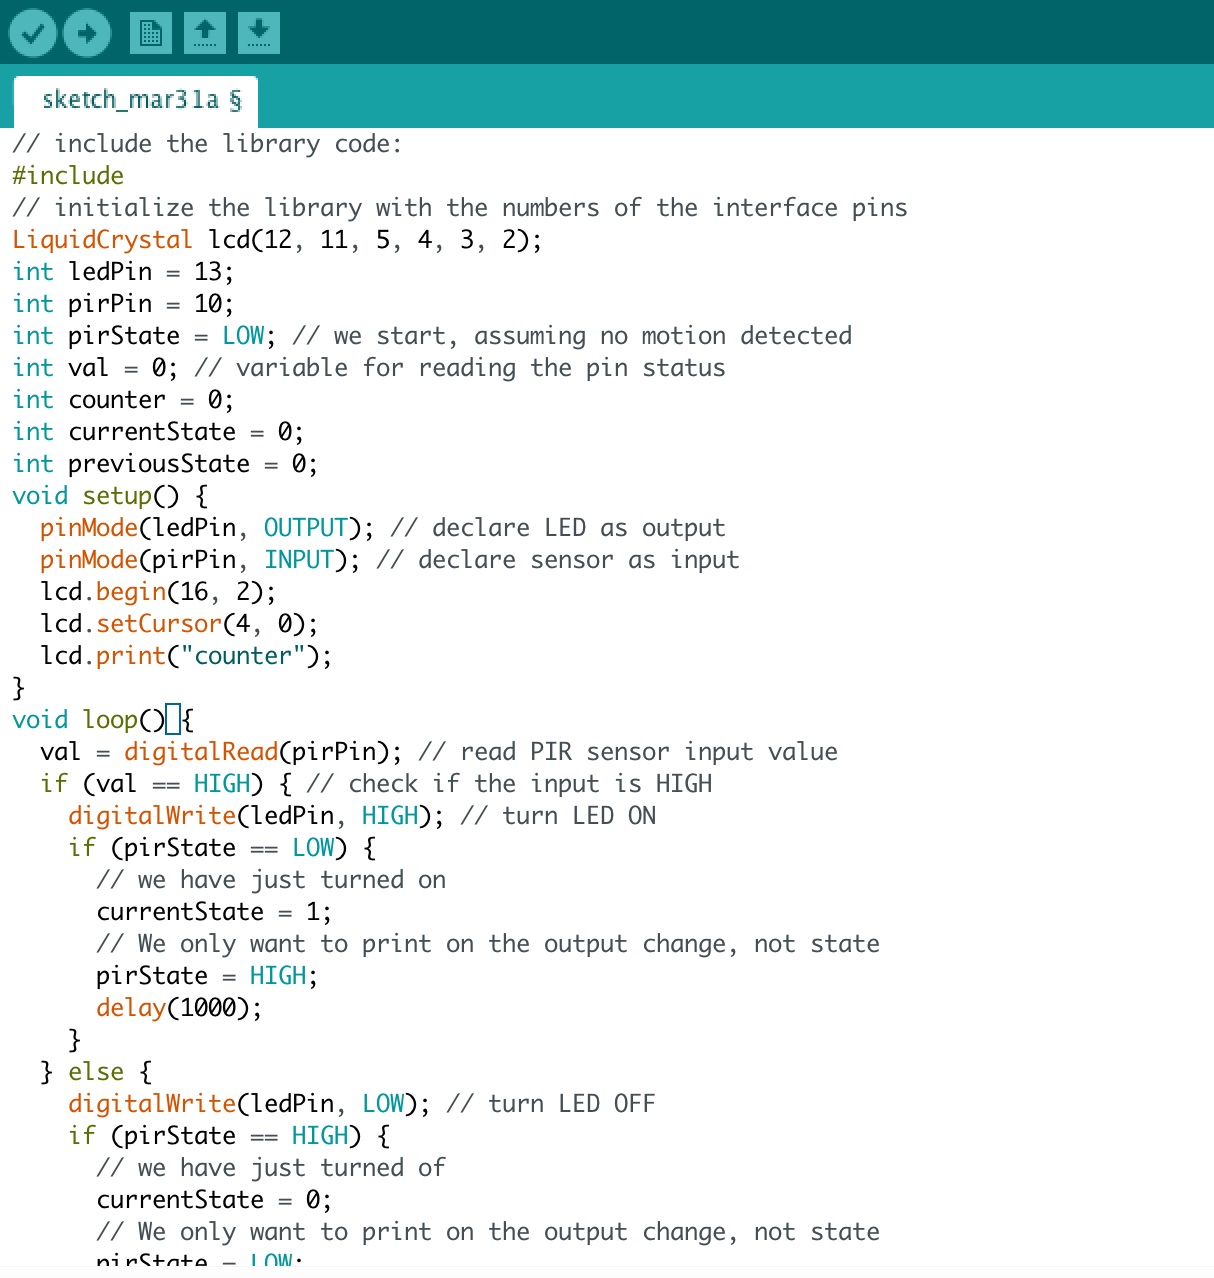 sketch_mar31a §
// include the library code:
#include
// initialize the library with the numbers of the interface pins
LiquidCrystal lcd(12, 11, 5, 4, 3, 2);
int ledPin = 13;
int pirPin = 10;
int pirState = LOW; // we start, assuming no motion detected
int val = 0; // variable for reading the pin status
int counter = 0;
int currentState = 0;
int previousState = 0;
void setup() {
  pinMode(ledPin, OUTPUT); // declare LED as output
  pinMode(pirPin, INPUT); // declare sensor as input
  lcd.begin(16, 2);
  lcd.setCursor(4, 0);
  lcd.print("counter");
}
void loop() {
  val = digitalRead(pirPin); // read PIR sensor input value
  if (val == HIGH) { // check if the input is HIGH
    digitalWrite(ledPin, HIGH); // turn LED ON
    if (pirState == LOW) {
      // we have just turned on
      currentState = 1;
      // We only want to print on the output change, not state
      pirState = HIGH;
      delay(1000);
    }
  } else {
    digitalWrite(ledPin, LOW); // turn LED OFF
    if (pirState == HIGH) {
      // we have just turned of
      currentState = 0;
      // We only want to print on the output change, not state
      pirState = LOW;